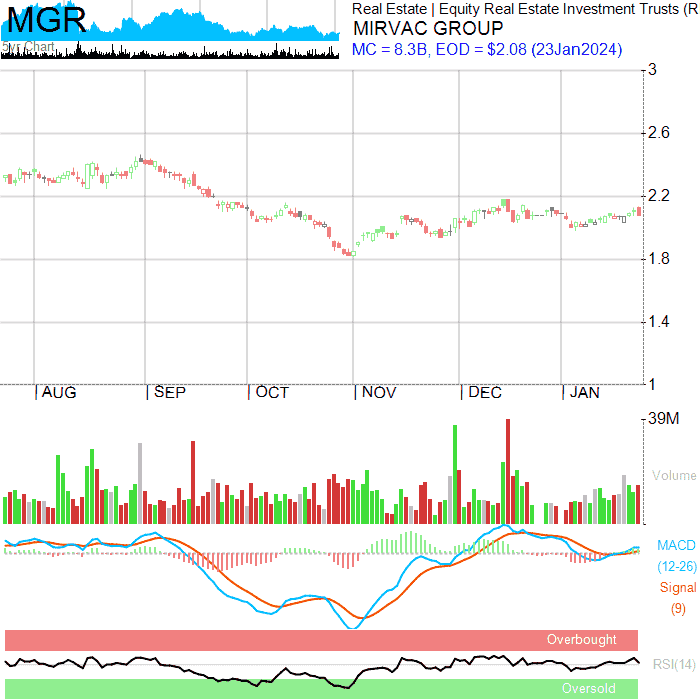 MGR
5yr Chart
Real Estate | Equity Real Estate Investment Trusts (R
MIRVAC GROUP
MC = 8.3B, EOD = $2.08 (23Jan2024)
3
2.6
2.2
1.8
1.4
1
| AUG | SEP | OCT | NOV | DEC | JAN
39M
Volume
MACD
(12-26)
Signal
(9)
Overbought
RSI(14)
Oversold